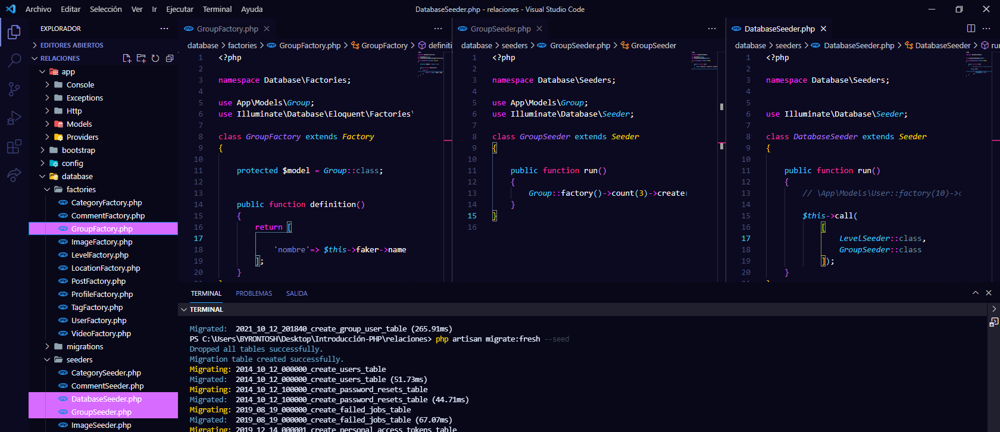 Archivo Editar Selección Ver Ir Ejecutar Terminal Ayuda
DatabaseSeeder.php - relaciones - Visual Studio Code
EXPLORADOR
EDITORES ABIERTOS
RELACIONES
app
Console
Exceptions
Http
Models
Providers
bootstrap
config
database
factories
CategoryFactory.php
CommentFactory.php
GroupFactory.php
ImageFactory.php
LevelFactory.php
LocationFactory.php
PostFactory.php
ProfileFactory.php
TagFactory.php
UserFactory.php
VideoFactory.php
migrations
seeders
CategorySeeder.php
CommentSeeder.php
DatabaseSeeder.php
GroupSeeder.php
ImageSeeder.php
GroupFactory.php
database > factories > GroupFactory.php > GroupFactory > definiti
1 <?php
2
3 namespace Database\Factories;
4
5 use App\Models\Group;
6 use Illuminate\Database\Eloquent\Factories\
7
8 class GroupFactory extends Factory
9 {
10
11 protected $model = Group::class;
12
13
14 public function definition()
15 {
16 return [
17
18 'nombre'=> $this->faker->name
19 ];
20 }
GroupSeeder.php
database > seeders > GroupSeeder.php > GroupSeeder
1 <?php
2
3 namespace Database\Seeders;
4
5 use App\Models\Group;
6 use Illuminate\Database\Seeder;
7
8 class GroupSeeder extends Seeder
9 {
10
11 public function run()
12 {
13 Group::factory()->count(3)->create(
14 }
15 }
16
DatabaseSeeder.php
database > seeders > DatabaseSeeder.php > DatabaseSeeder > run
1 <?php
2
3 namespace Database\Seeders;
4
5
6 use Illuminate\Database\Seeder;
7
8 class DatabaseSeeder extends Seeder
9 {
10
11 public function run()
12 {
13 // \App\Models\User::factory(10)->c
14
15 $this->call(
16 [
17 LevelSeeder::class,
18 GroupSeeder::class
19 ]);
20 }
TERMINAL PROBLEMAS SALIDA
TERMINAL
Migrated: 2021_10_12_201840_create_group_user_table (265.91ms)
PS C:\Users\BYRONTOSH\Desktop\Introducción-PHP\relaciones> php artisan migrate:fresh --seed
Dropped all tables successfully.
Migration table created successfully.
Migrating: 2014_10_12_000000_create_users_table
Migrated: 2014_10_12_000000_create_users_table (51.73ms)
Migrating: 2014_10_12_100000_create_password_resets_table
Migrated: 2014_10_12_100000_create_password_resets_table (44.71ms)
Migrating: 2019_08_19_000000_create_failed_jobs_table
Migrated: 2019_08_19_000000_create_failed_jobs_table (67.07ms)
Migrating: 2019_12_14_000001_create_personal_access_tokens_table